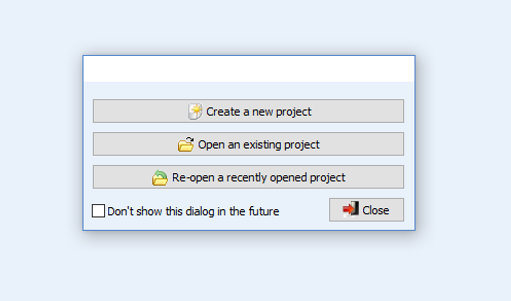 Create a new project
Open an existing project
Re-open a recently opened project
Don't show this dialog in the future
Close